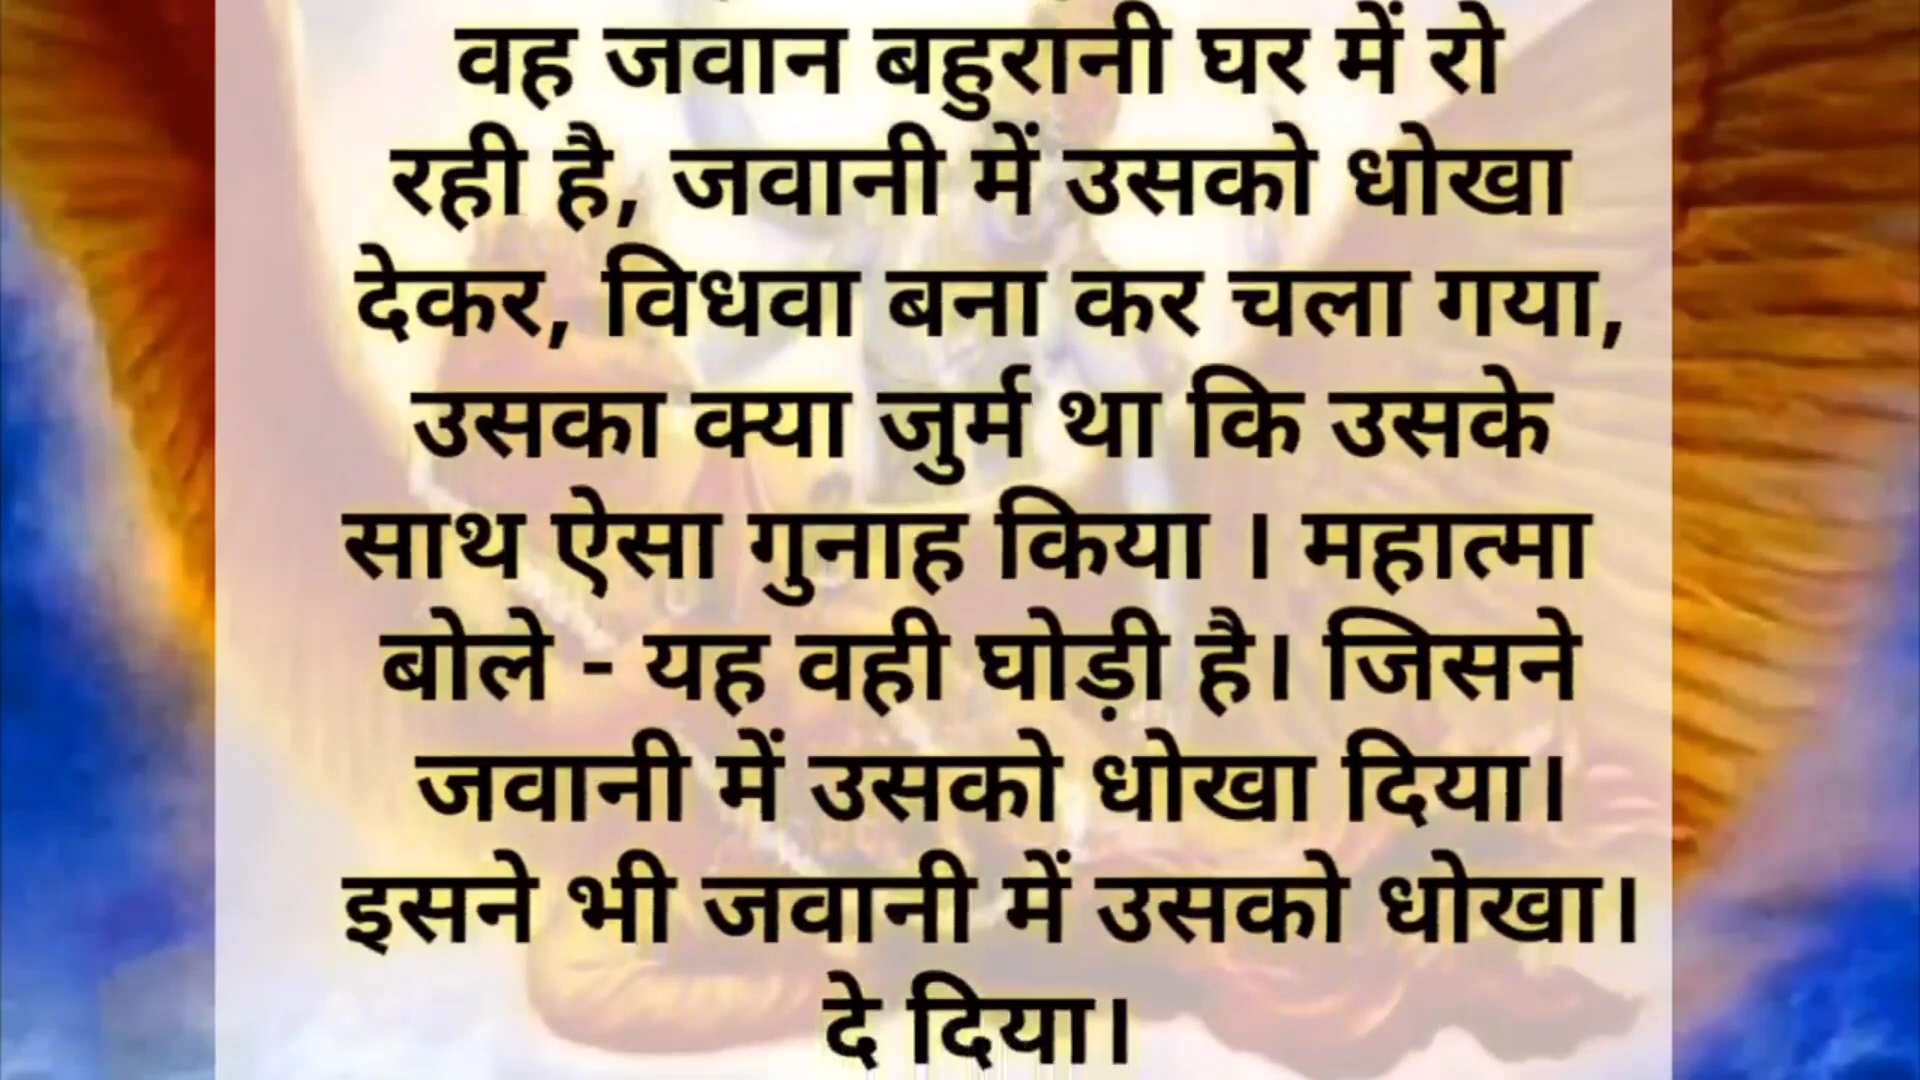 वह जवान बहुरानी घर में रो
रही है, जवानी में उसको धोखा
देकर, विधवा बना कर चला गया,
उसका क्या जुर्म था कि उसके
साथ ऐसा गुनाह किया । महात्मा
बोले - यह वही घोड़ी है। जिसने
जवानी में उसको धोखा दिया।
इसने भी जवानी में उसको धोखा।
दे दिया।